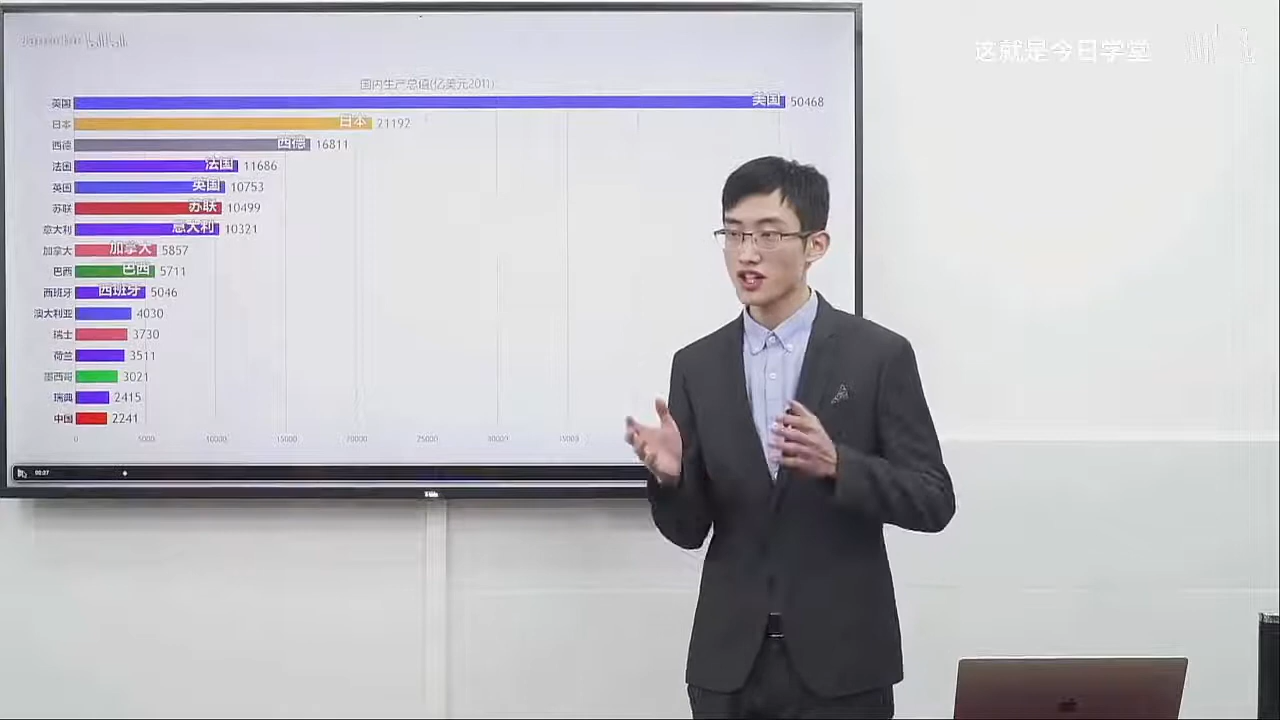 这就是今日学堂
bilibili
国内生产总值(亿美元2011)
美国 美国 50468
日本 日本 21192
西德 西德 16811
法国 法国 11686
英国 英国 10753
苏联 苏联 10499
意大利 意大利 10321
加拿大 加拿大 5857
巴西 巴西 5711
西班牙 西班牙 5046
澳大利亚 4030
瑞士 3730
荷兰 3511
墨西哥 3021
瑞典 2415
中国 2241
0 5000 10000 15000 20000 25000 30000
00:37